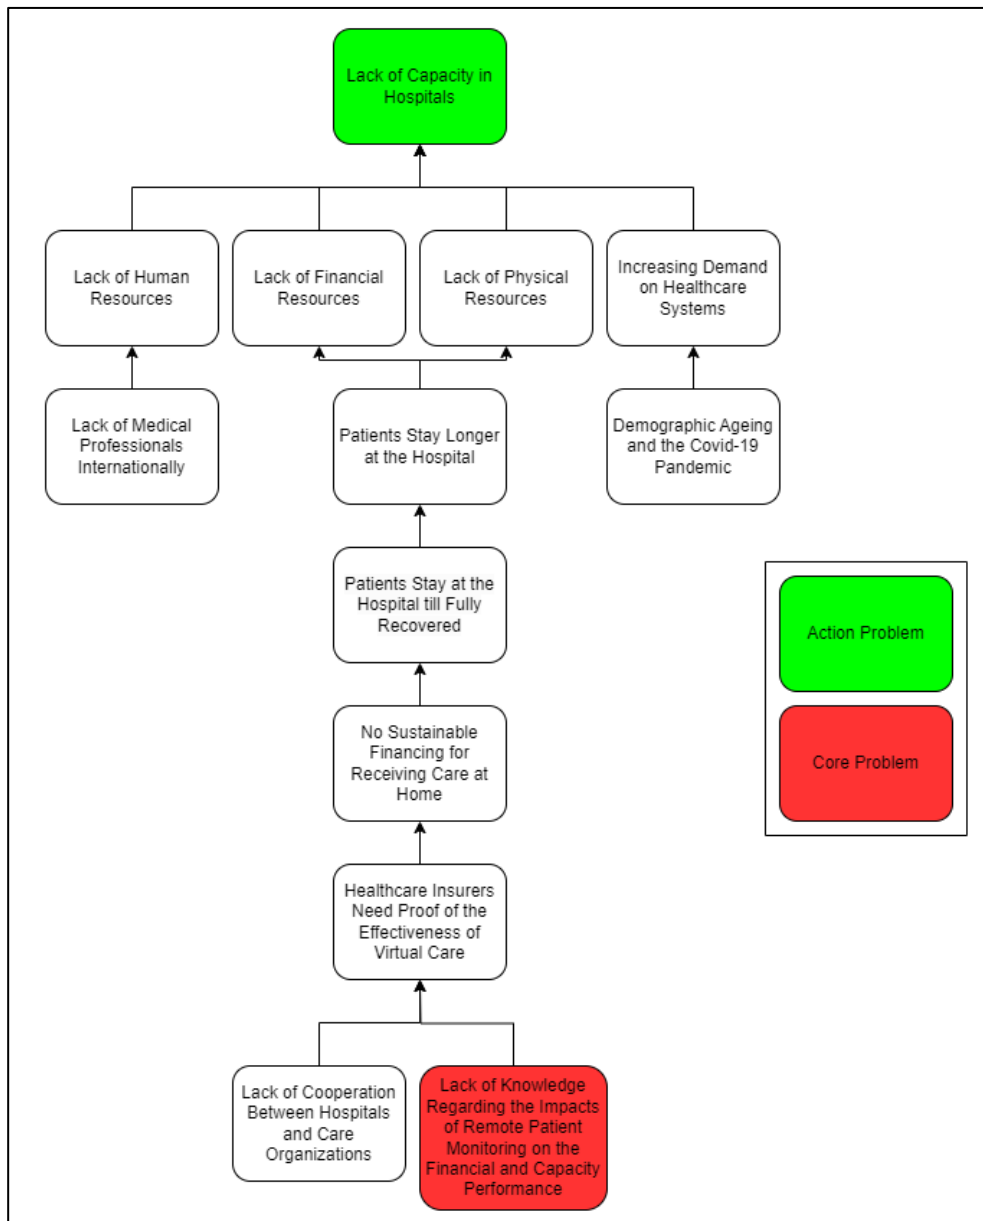 Lack of Capacity in
Hospitals
Lack of Human
Resources
Lack of Financial
Resources
Lack of Physical
Resources
Increasing Demand
on Healthcare
Systems
Lack of Medical
Professionals
Internationally
Patients Stay Longer
at the Hospital
Demographic Ageing
and the Covid-19
Pandemic
Patients Stay at the
Hospital till Fully
Recovered
Action Problem
Core Problem
No Sustainable
Financing for
Receiving Care at
Home
Healthcare Insurers
Need Proof of the
Effectiveness of
Virtual Care
Lack of Cooperation
Between Hospitals
and Care
Organizations
Lack of Knowledge
Regarding the Impacts
of Remote Patient
Monitoring on the
Financial and Capacity
Performance